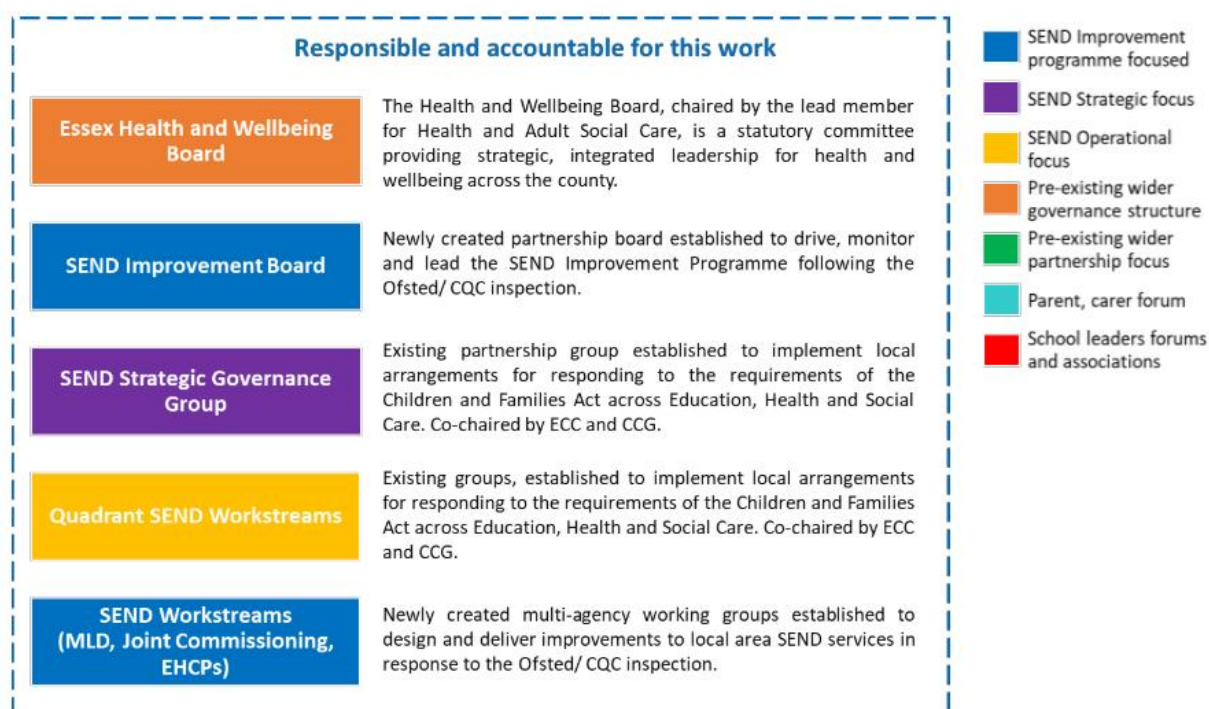 Responsible and accountable for this work
Essex Health and Wellbeing
Board
The Health and Wellbeing Board, chaired by the lead member
for Health and Adult Social Care, is a statutory committee
providing strategic, integrated leadership for health and
wellbeing across the county.
SEND Improvement Board
Newly created partnership board established to drive, monitor
and lead the SEND Improvement Programme following the
Ofsted/ CQC inspection.
SEND Strategic Governance
Group
Existing partnership group established to implement local
arrangements for responding to the requirements of the
Children and Families Act across Education, Health and Social
Care. Co-chaired by ECC and CCG.
Quadrant SEND Workstreams
Existing groups, established to implement local arrangements
for responding to the requirements of the Children and Families
Act across Education, Health and Social Care. Co-chaired by ECC
and CCG.
SEND Workstreams
(MLD, Joint Commissioning,
EHCPs)
Newly created multi-agency working groups established to
design and deliver improvements to local area SEND services in
response to the Ofsted/ CQC inspection.
SEND Improvement
programme focused
SEND Strategic focus
SEND Operational
focus
Pre-existing wider
governance structure
Pre-existing wider
partnership focus
Parent, carer forum
School leaders forums
and associations